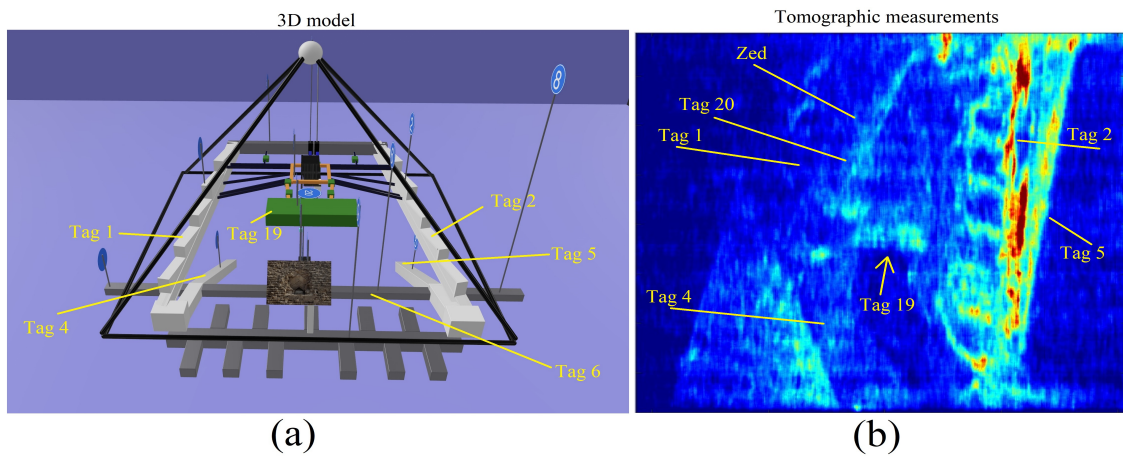 3D model
8
Tag 1
Tag 19
Tag 2
Tag 5
Tag 4
Tag 6
(a)
Tomographic measurements
Zed
Tag 20
Tag 1
Tag 2
Tag 5
Tag 19
Tag 4
(b)